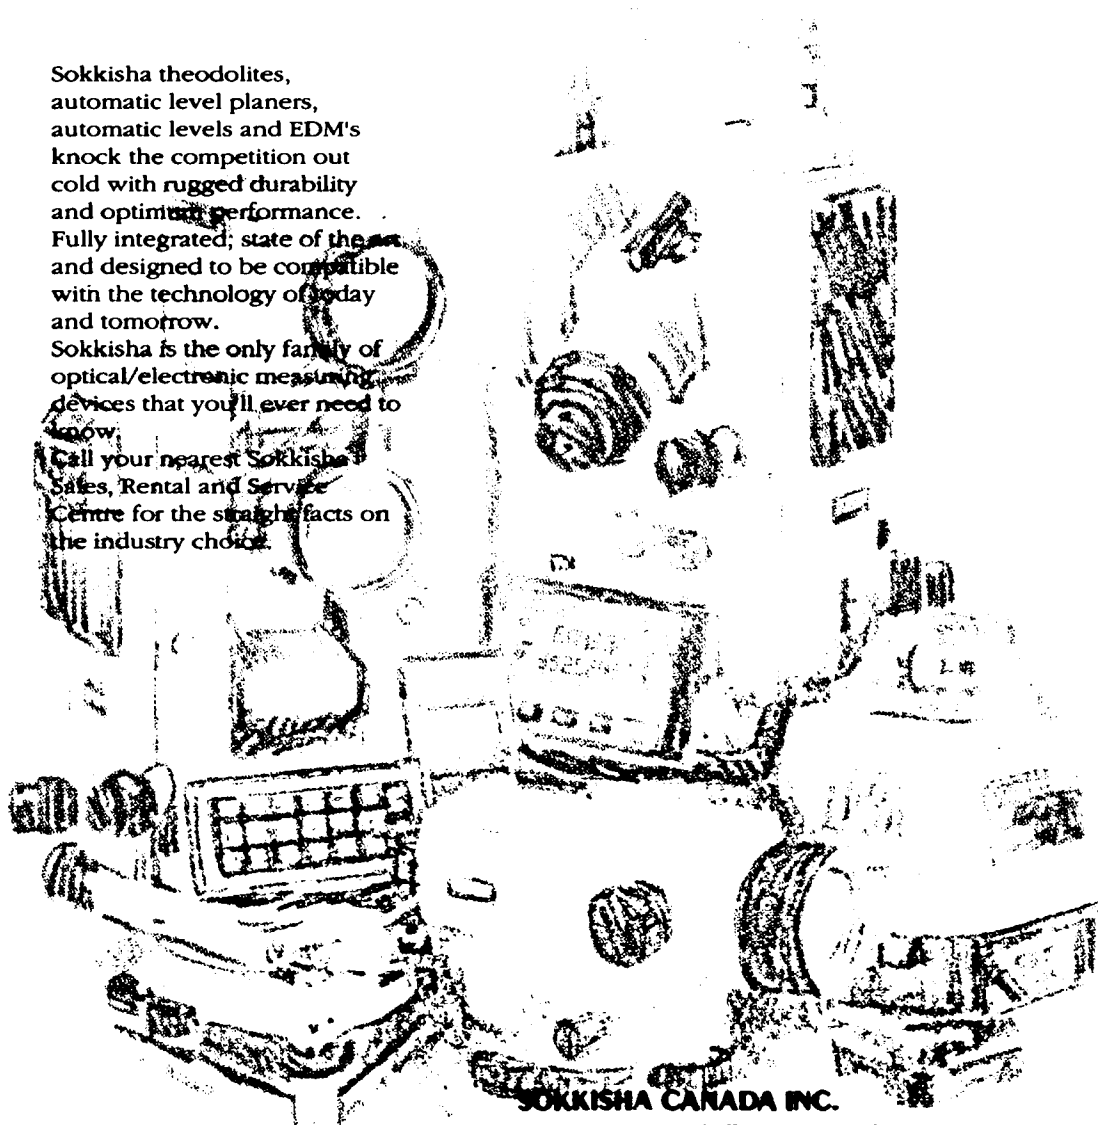 Sokkisha theodolites,
automatic level planers,
automatic levels and EDM's
knock the competition out
cold with rugged durability
and optimum performance.
Fully integrated; state of the art
and designed to be compatible
with the technology of today
and tomorrow.
Sokkisha is the only family of
optical/electronic measuring
devices that you'll ever need to
know.
Call your nearest Sokkisha
Sales, Rental and Service
Centre for the straight facts on
the industry choice.
SOKKISHA CANADA INC.